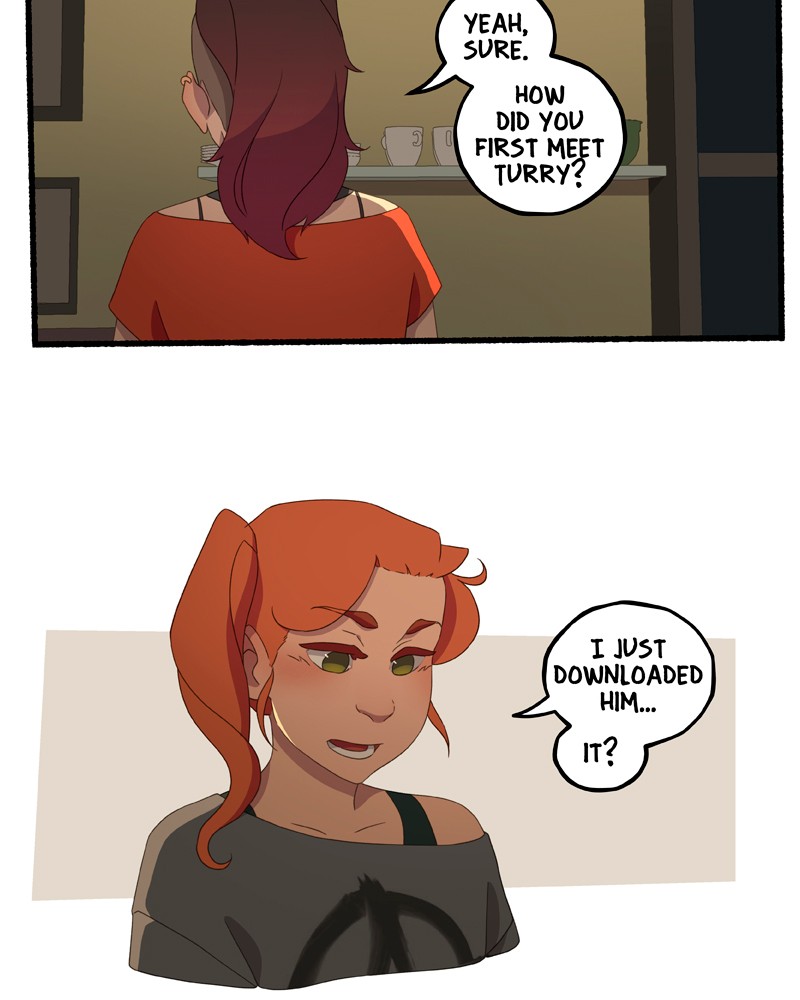 YEAH,
SURE.
HOW
DID YOU
FIRST MEET
TURRY?
I JUST
DOWNLOADED
HIM...
IT?